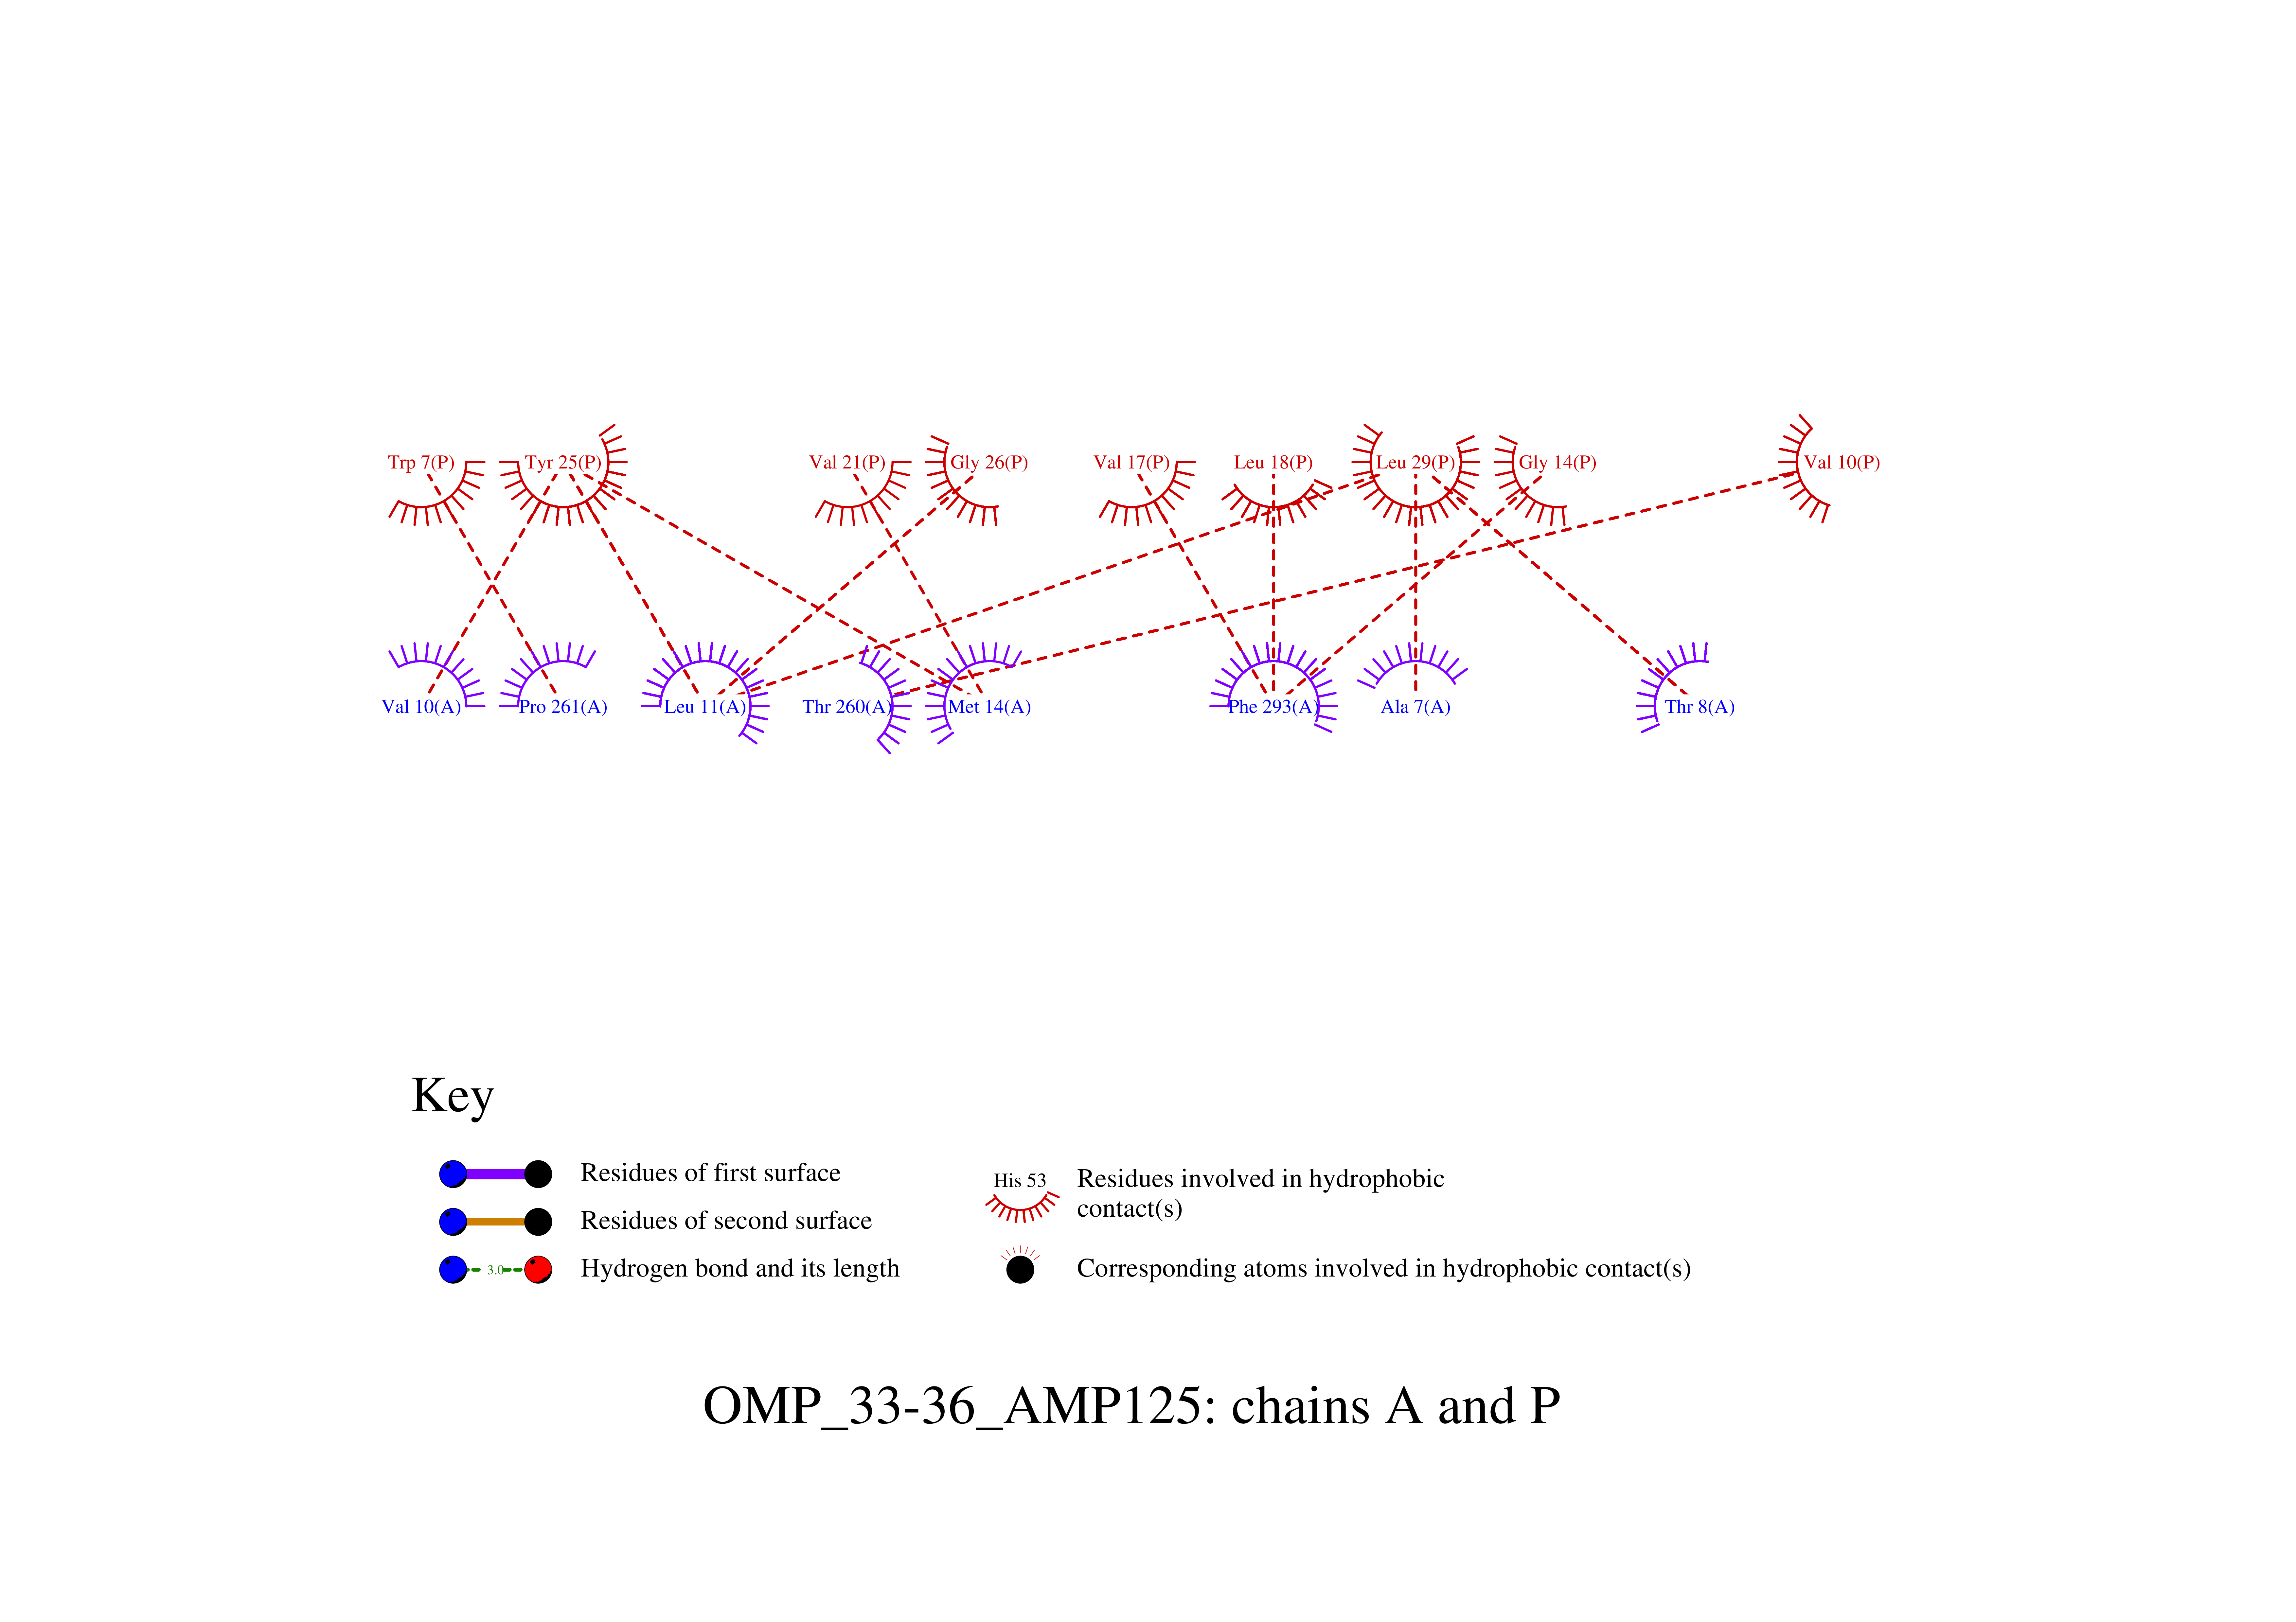 Trp 7(P) Tyr 25(P) Val 21(P) Gly 26(P) Val 17(P) Leu 18(P) Leu 29(P) Gly 14(P) Val 10(P)
Val 10(A) Pro 261(A) Leu 11(A) Thr 260(A) Met 14(A) Phe 293(A) Ala 7(A) Thr 8(A)
Key
Residues of first surface
Residues of second surface
3.0 Hydrogen bond and its length
His 53 Residues involved in hydrophobic
contact(s)
Corresponding atoms involved in hydrophobic contact(s)
OMP_33-36_AMP125: chains A and P